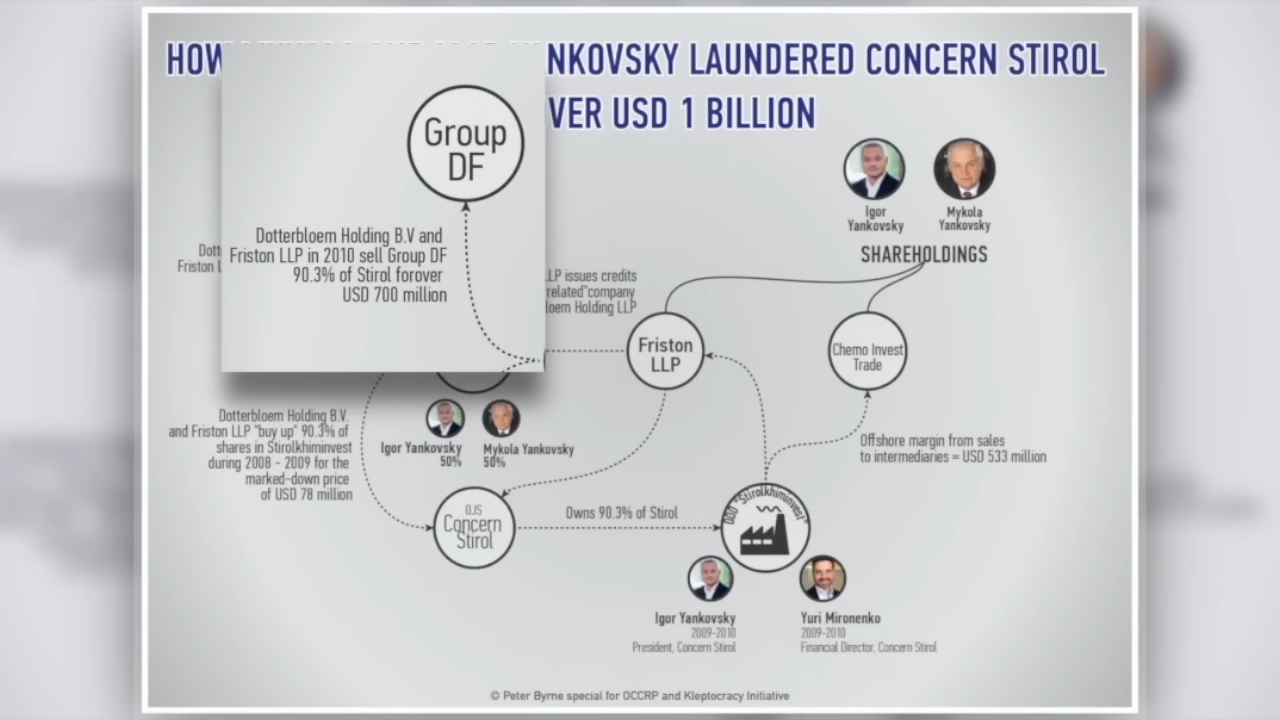 HOW
NKOVSKY LAUNDERED CONCERN STIROL
VER USD 1 BILLION
Group
DF
Dotterbloem Holding B.V and
Friston LLP in 2010 sell Group DF
90.3% of Stirol forover
USD 700 million
Dott
Friston L
LP issues credits
related"company
loem Holding LLP
Igor
Yankovsky
Mykola
Yankovsky
SHAREHOLDINGS
Friston
LLP
Chemo Invest
Trade
Dotterbloem Holding B.V.
and Friston LLP "buy up" 90.3% of
shares in Stirolkhiminvest
during 2008 - 2009 for the
marked-down price
of USD 78 million
Igor Yankovsky
50%
Mykola Yankovsky
50%
Offshore margin from sales
to intermediaries = USD 533 million
OJS
Concern
Stirol
Owns 90.3% of Stirol
OOO "Stirolkhiminvest"
Igor Yankovsky
2009-2010
President, Concern Stirol
Yuri Mironenko
2009-2010
Financial Director, Concern Stirol
© Peter Byrne special for OCCRP and Kleptocracy Initiative